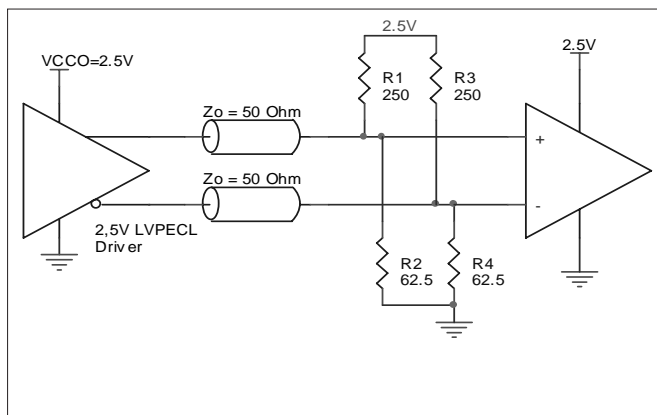 2.5V
VCCO=2.5V
2.5V
R1
250
R3
250
Zo = 50 Ohm
+
Zo = 50 Ohm
-
2,5V LVPECL
Driver
R2
62.5
R4
62.5